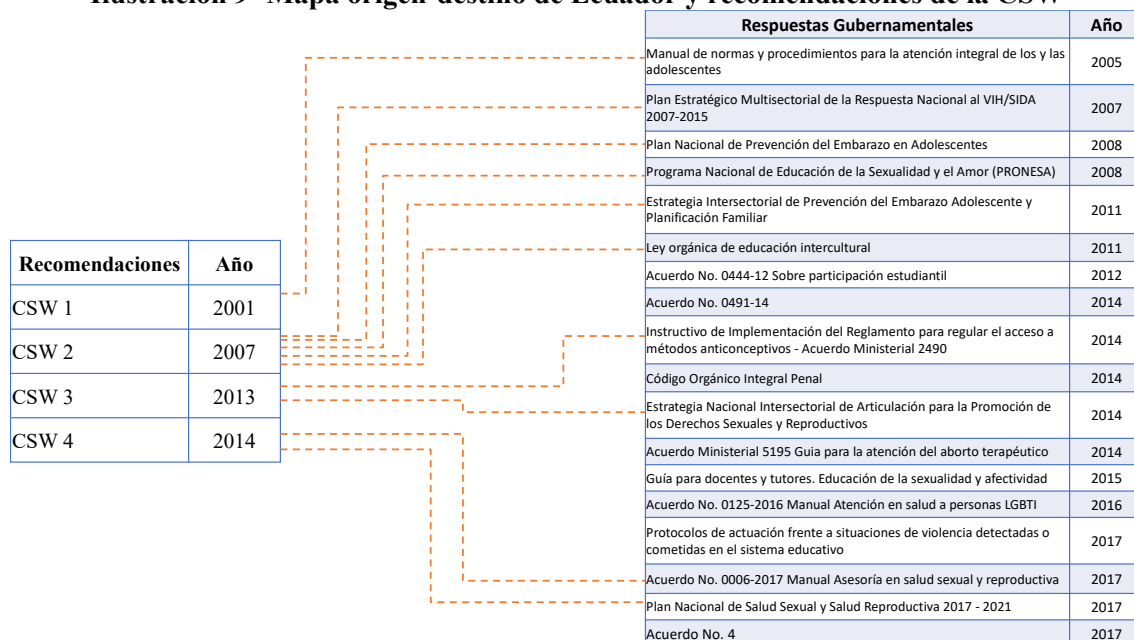 Ilustración 9- Mapa origen-destino de Ecuador y recomendaciones de la CSW
Respuestas Gubernamentales Año
Manual de normas y procedimientos para la atención integral de los y las
adolescentes
2005
Plan Estratégico Multisectorial de la Respuesta Nacional al VIH/SIDA
2007-2015
2007
Plan Nacional de Prevención del Embarazo en Adolescentes 2008
Programa Nacional de Educación de la Sexualidad y el Amor (PRONESA) 2008
Estrategia Intersectorial de Prevención del Embarazo Adolescente y
Planificación Familiar
2011
Ley orgánica de educación intercultural 2011
Acuerdo No. 0444-12 Sobre participación estudiantil 2012
Acuerdo No. 0491-14 2014
Instructivo de Implementación del Reglamento para regular el acceso a
métodos anticonceptivos - Acuerdo Ministerial 2490
2014
Código Orgánico Integral Penal 2014
Estrategia Nacional Intersectorial de Articulación para la Promoción de
los Derechos Sexuales y Reproductivos
2014
Acuerdo Ministerial 5195 Guia para la atención del aborto terapéutico 2014
Guía para docentes y tutores. Educación de la sexualidad y afectividad 2015
Acuerdo No. 0125-2016 Manual Atención en salud a personas LGBTI 2016
Protocolos de actuación frente a situaciones de violencia detectadas o
cometidas en el sistema educativo
2017
Acuerdo No. 0006-2017 Manual Asesoría en salud sexual y reproductiva 2017
Plan Nacional de Salud Sexual y Salud Reproductiva 2017 - 2021 2017
Acuerdo No. 4 2017
Recomendaciones Año
CSW 1 2001
CSW 2 2007
CSW 3 2013
CSW 4 2014